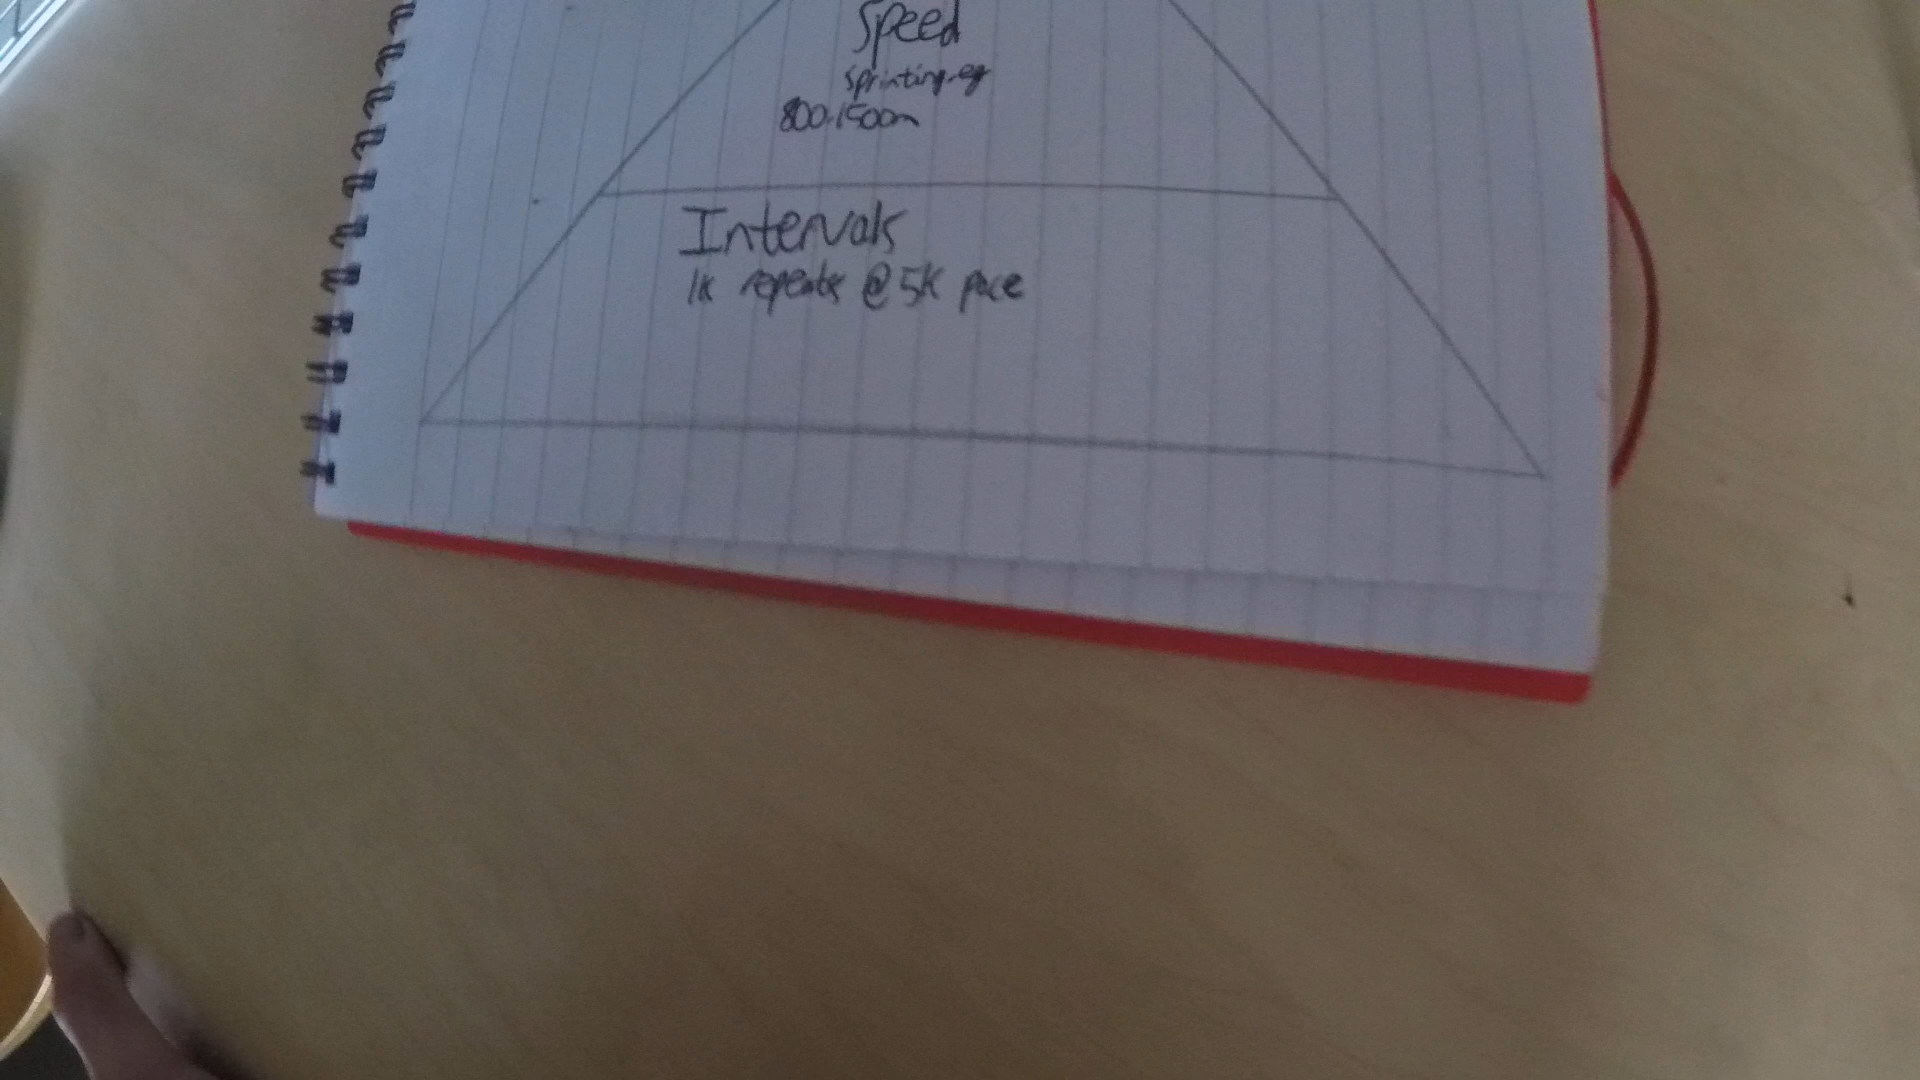 Speed
sprinting.eg
800-1500m
Intervals
1k repeats @ 5K pace